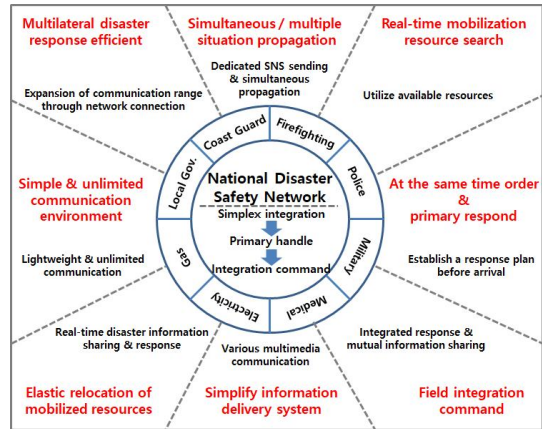 Multilateral disaster
response efficient
Expansion of communication range
through network connection
Simultaneous / multiple
situation propagation
Dedicated SNS sending
& simultaneous
propagation
Real-time mobilization
resource search
Utilize available resources
Simple & unlimited
communication
environment
Lightweight & unlimited
communication
Local Gov.
Coast Guard
Firefighting
Police
Military
Medical
Electricity
Gas
National Disaster
Safety Network
Simplex integration
Primary handle
Integration command
At the same time order
&
primary respond
Establish a response plan
before arrival
Real-time disaster information
sharing & response
Elastic relocation of
mobilized resources
Various multimedia
communication
Simplify information
delivery system
Integrated response &
mutual information sharing
Field integration
command